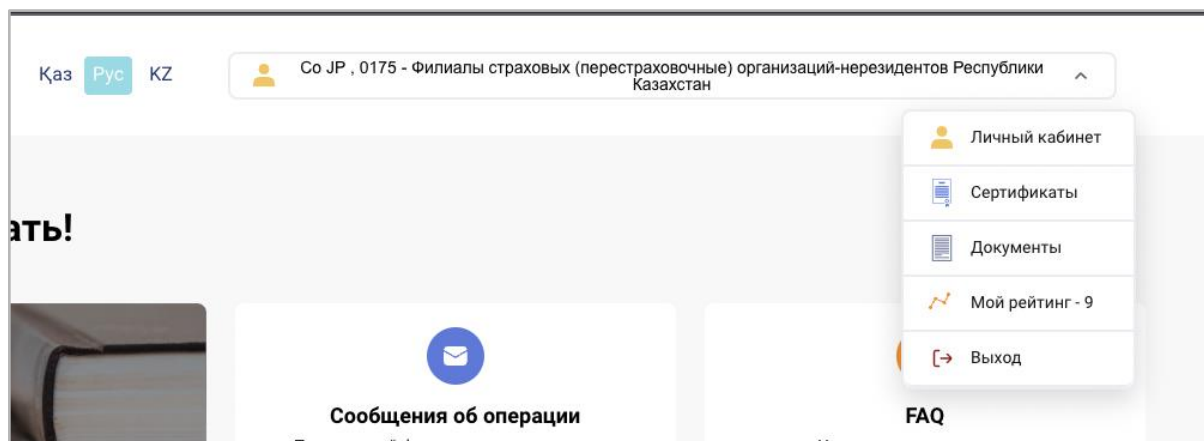 Қаз Рус KZ
Co JP , 0175 - Филиалы страховых (перестраховочные) организаций-нерезидентов Республики
Казахстан
Личный кабинет
Сертификаты
ать!
Документы
Мой рейтинг - 9
Выход
Сообщения об операции
FAQ